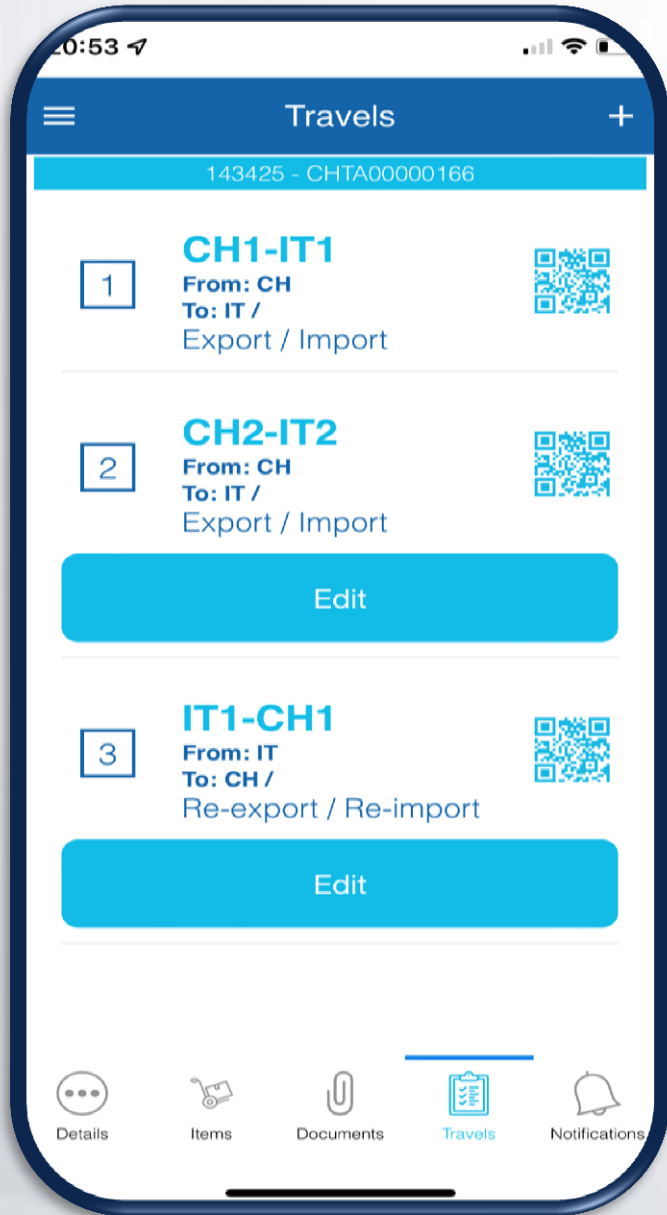 20:53
Travels
143425 - CHTA00000166
1
CH1-IT1
From: CH
To: IT /
Export / Import
2
CH2-IT2
From: CH
To: IT /
Export / Import
Edit
3
IT1-CH1
From: IT
To: CH /
Re-export / Re-import
Edit
Details Items Documents Travels Notifications